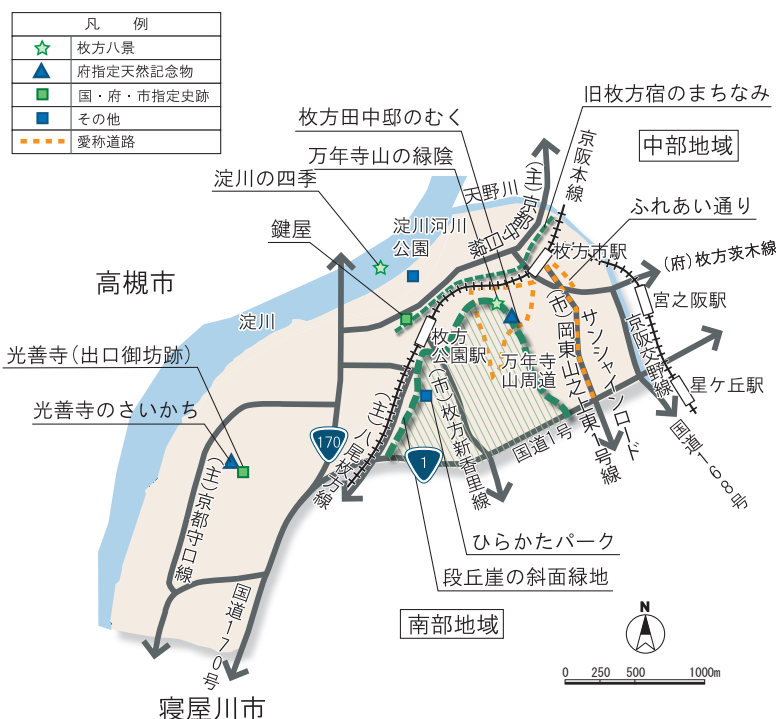 凡　例
枚方八景
府指定天然記念物
国・府・市指定史跡
その他
愛称道路
旧枚方宿のまちなみ
枚方田中邸のむく
万年寺山の緑陰
淀川の四季
鍵屋
中部地域
京阪本線
天野川
(主)京都守口線
ふれあい通り
淀川河川
公園
枚方市駅
(府)枚方茨木線
高槻市
淀川
宮之阪駅
枚方
公園駅
万年寺
山周道
(市)岡東山之上東1号線
サンシャインロード
京阪交野線
星ケ丘駅
光善寺(出口御坊跡)
光善寺のさいかち
170
1
国道1号
国道168号
(主)八尾枚方線
(市)枚方新香里線
(主)京都守口線
ひらかたパーク
段丘崖の斜面緑地
国道170号
南部地域
寝屋川市
N
0 250 500 1000m